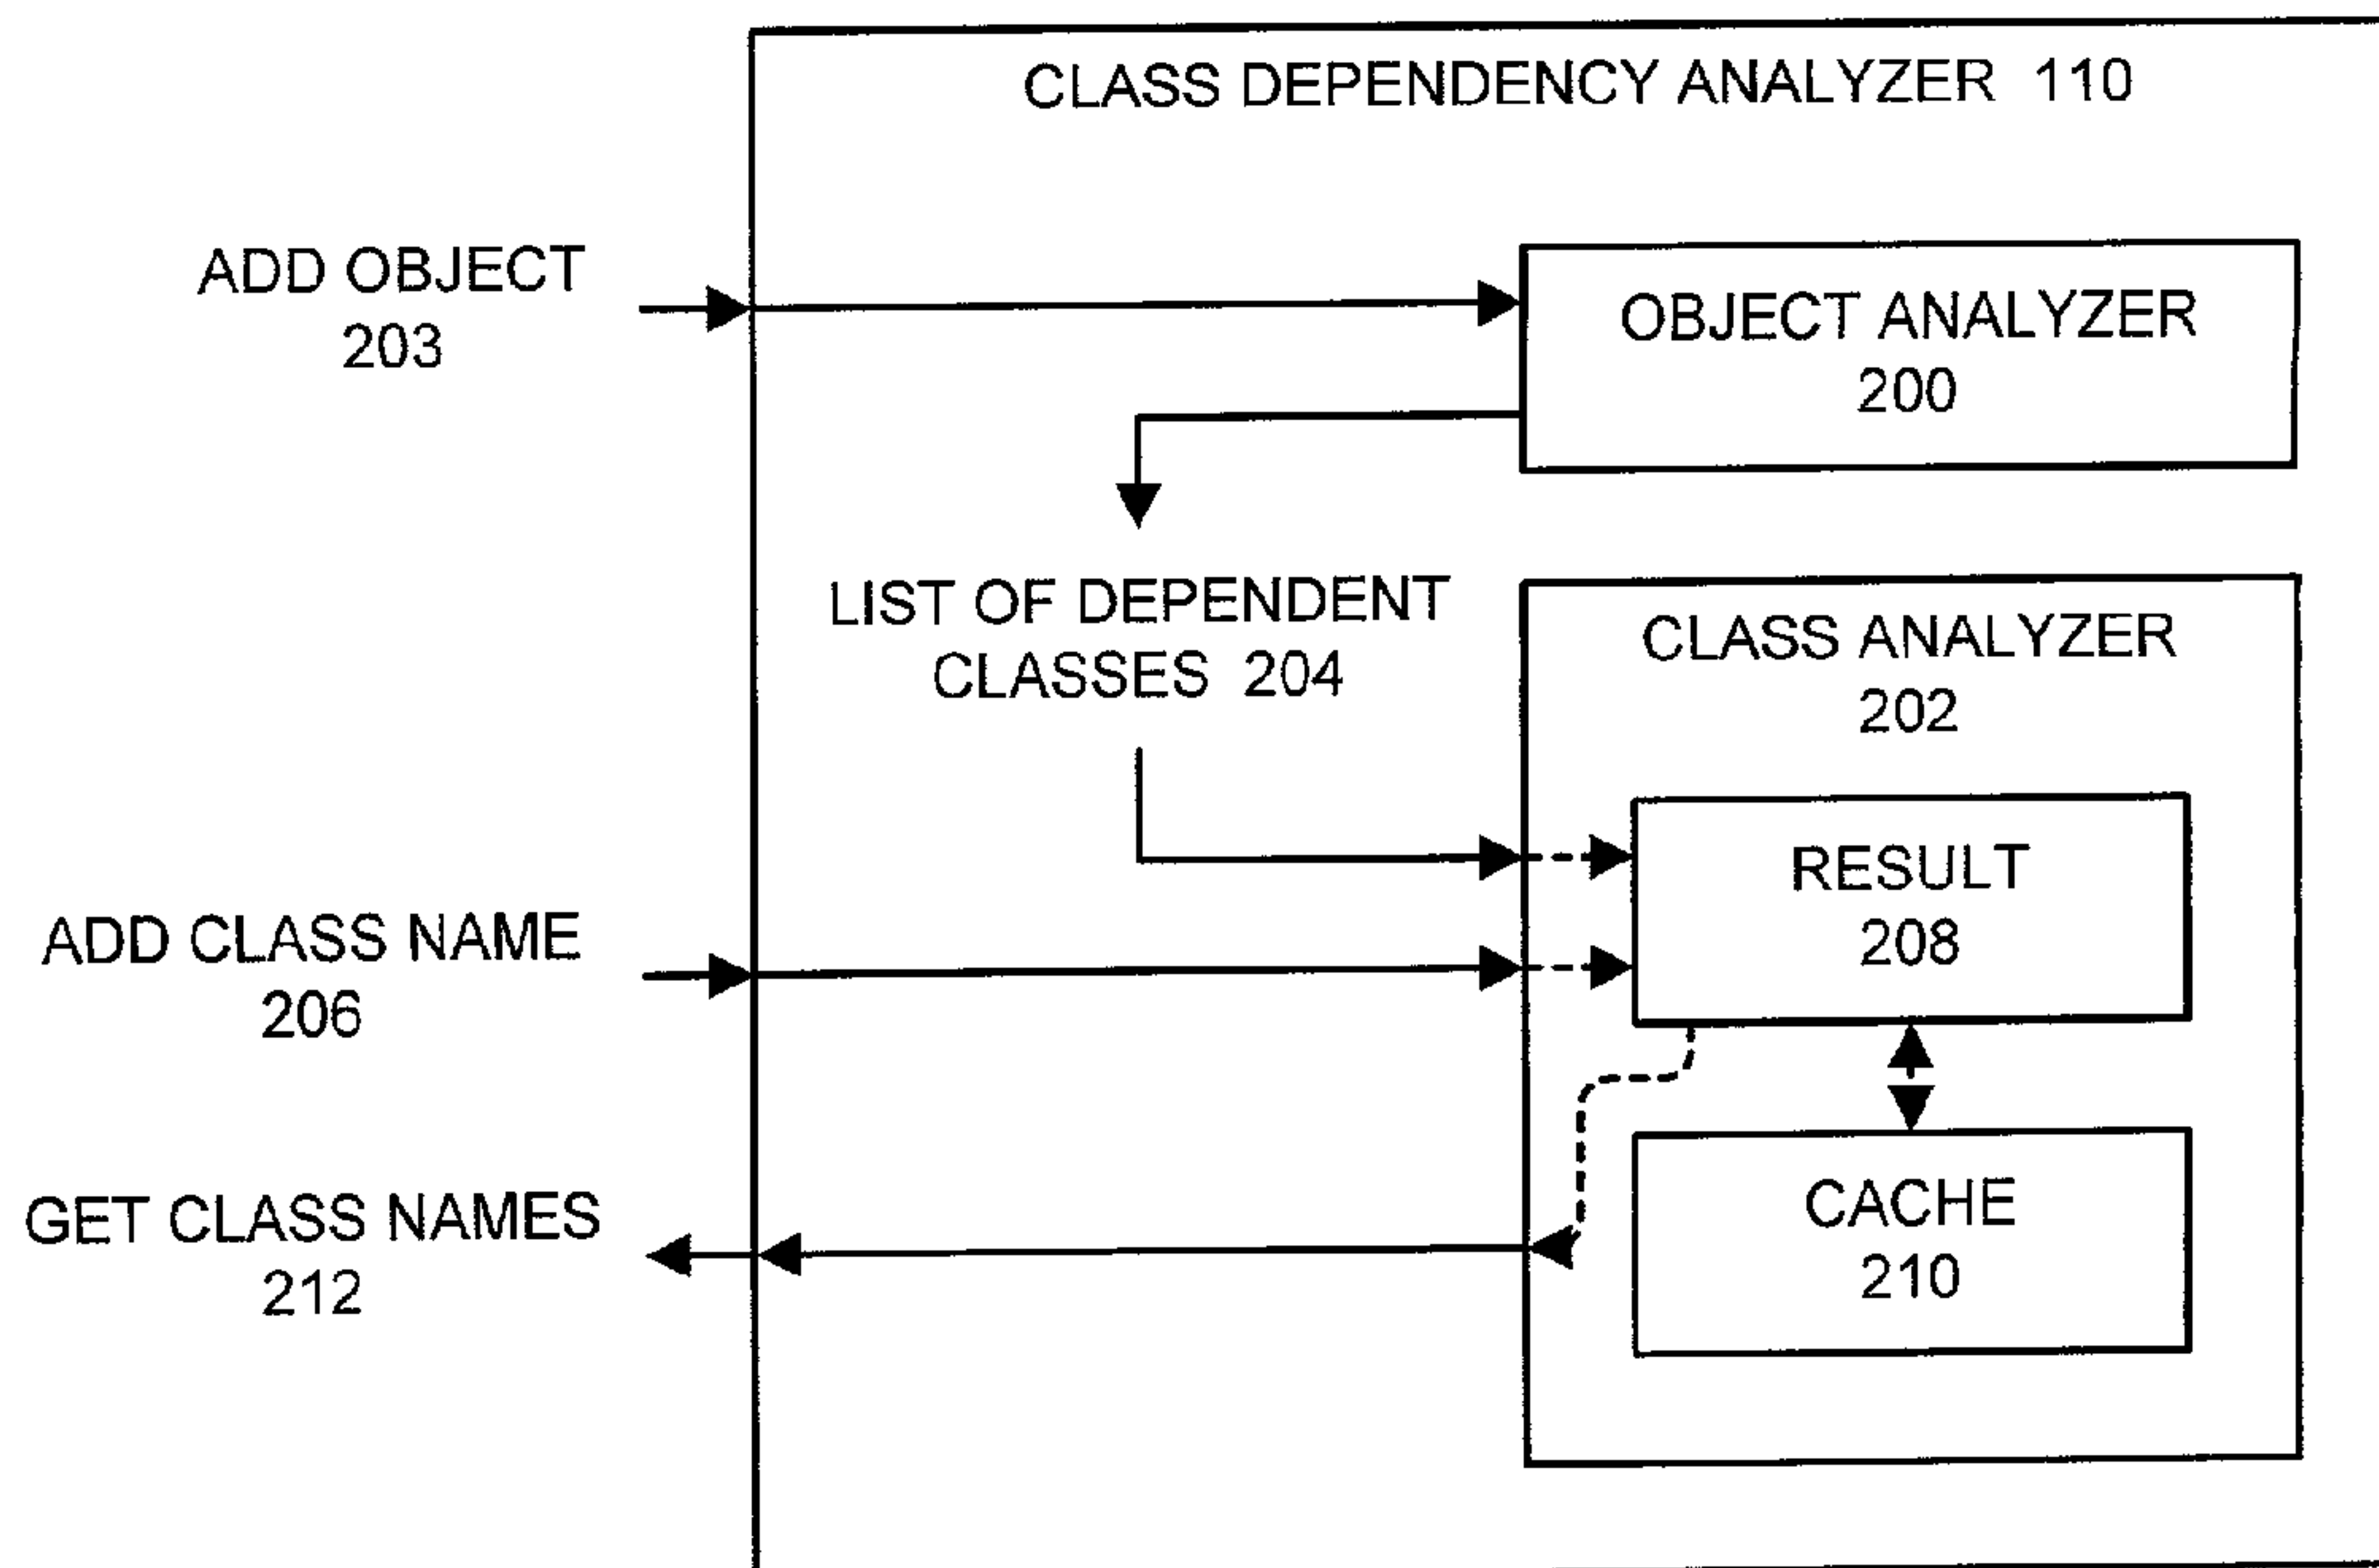 CLASS DEPENDENCY ANALYZER 110
ADD OBJECT
203
OBJECT ANALYZER
200
LIST OF DEPENDENT
CLASSES 204
CLASS ANALYZER
202
RESULT
208
ADD CLASS NAME
206
CACHE
210
GET CLASS NAMES
212